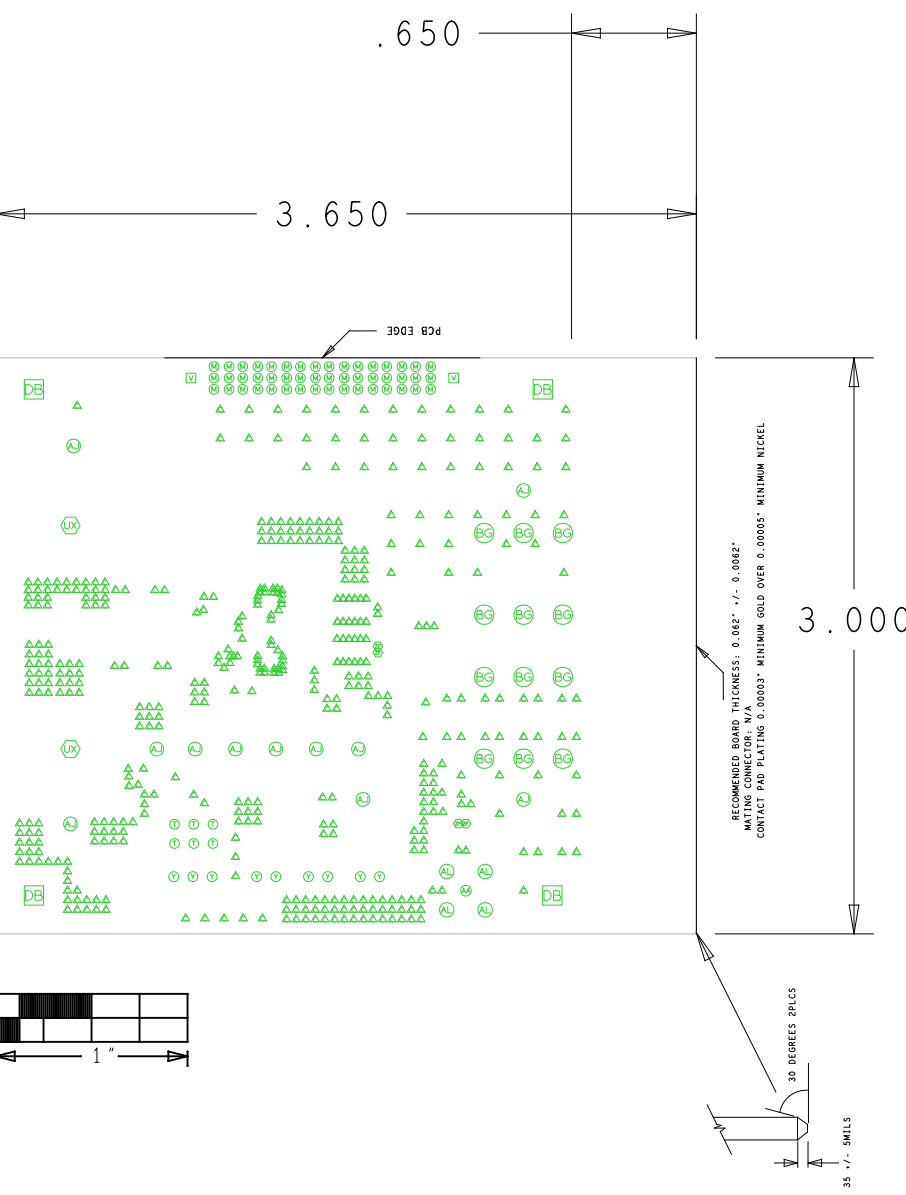 .650
3.650
PCB EDGE
M M M M M M M M M M M M M M M M
V M M M M M M M M M M M M M M M M V
DB M M M M M M M M M M M M M M M M DB
AJ
AJ
UX
BG BG BG
BG BG BG
3.000
BG BG BG
UX AJ AJ AJ AJ AJ AJ
BG BG BG
AJ AJ
AJ T T T
T T T
AL AL
Y Y Y Y Y Y Y Y
DB AA DB
AL AL
RECOMMENDED BOARD THICKNESS: 0.062" +/- 0.0062"
MATING CONNECTOR: N/A
CONTACT PAD PLATING 0.00003" MINIMUM GOLD OVER 0.00005" MINIMUM NICKEL
1"
30 DEGREES 2PLCS
35 +/- 5MILS